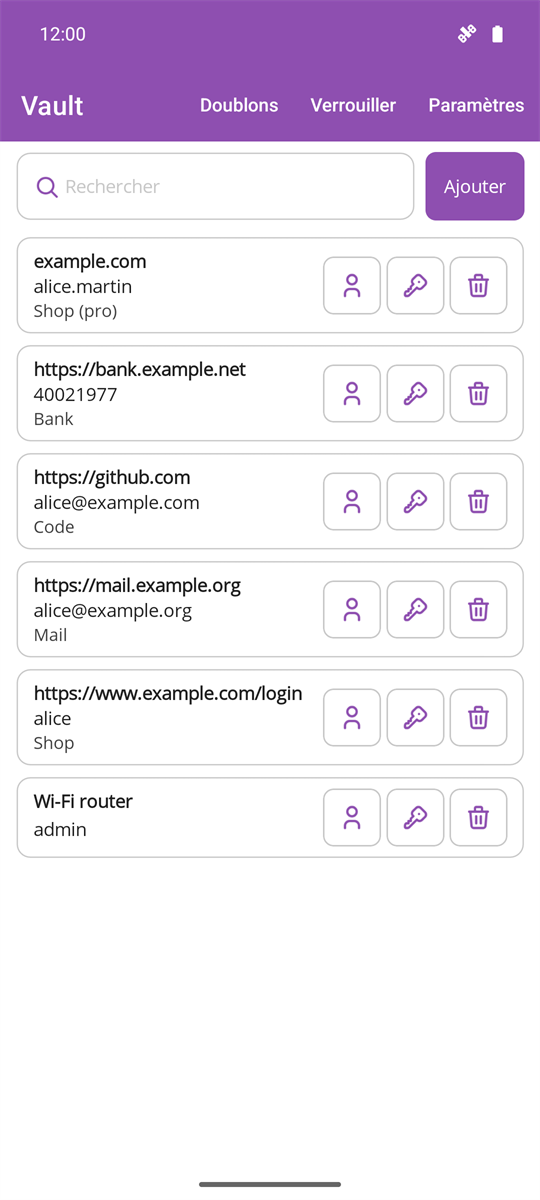 12:00
Vault
Doublons
Verrouiller
Paramètres
Rechercher
Ajouter
example.com
alice.martin
Shop (pro)
https://bank.example.net
40021977
Bank
https://github.com
alice@example.com
Code
https://mail.example.org
alice@example.org
Mail
https://www.example.com/login
alice
Shop
Wi-Fi router
admin